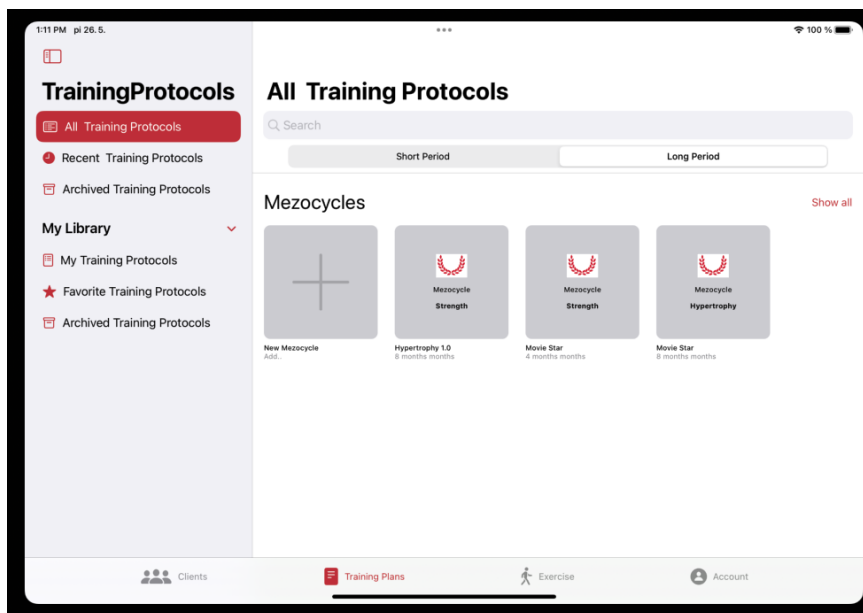 1:11 PM pi 26. 5.
100 %
TrainingProtocols
All Training Protocols
Recent Training Protocols
Archived Training Protocols
My Library
My Training Protocols
Favorite Training Protocols
Archived Training Protocols
All Training Protocols
Search
Short Period
Long Period
Mezocycles
Show all
New Mezocycle
Add..
Mezocycle
Strength
Hypertrophy 1.0
8 months months
Mezocycle
Strength
Movie Star
4 months months
Mezocycle
Hypertrophy
Movie Star
8 months months
Clients
Training Plans
Exercise
Account